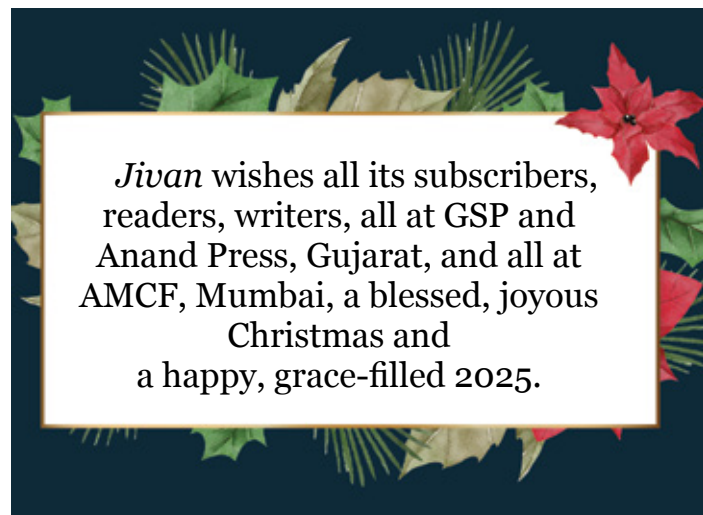 Jivan wishes all its subscribers,
readers, writers, all at GSP and
Anand Press, Gujarat, and all at
AMCF, Mumbai, a blessed, joyous
Christmas and
a happy, grace-filled 2025.